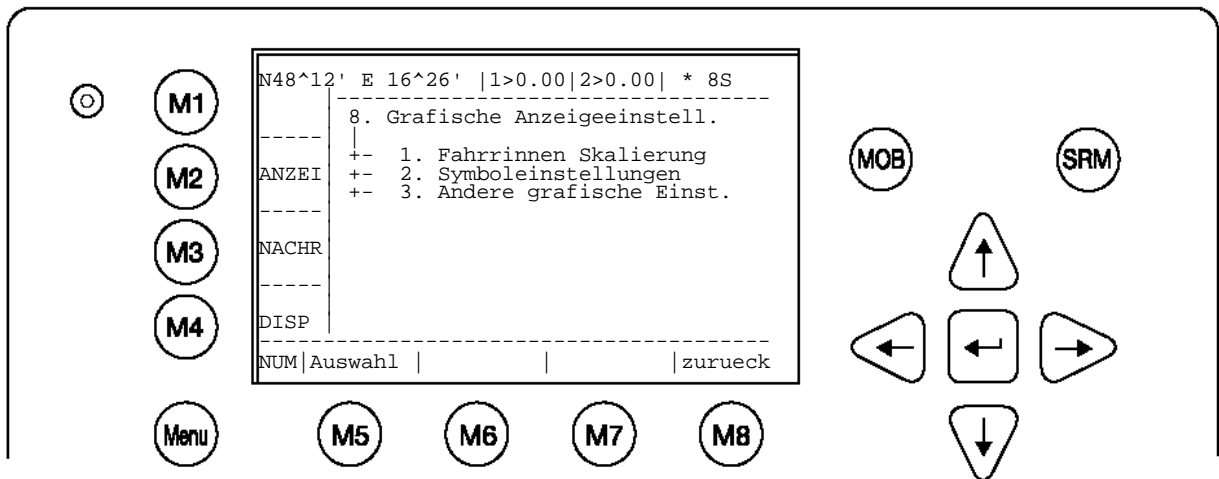 N48^12' E 16^26' |1>0.00|2>0.00| * 8S
8. Grafische Anzeigeeinstell.
+- 1. Fahrrinnen Skalierung
+- 2. Symboleinstellungen
+- 3. Andere grafische Einst.
ANZEI
NACHR
DISP
NUM|Auswahl | | |zurueck
M1
M2
M3
M4
Menu
M5
M6
M7
M8
MOB
SRM